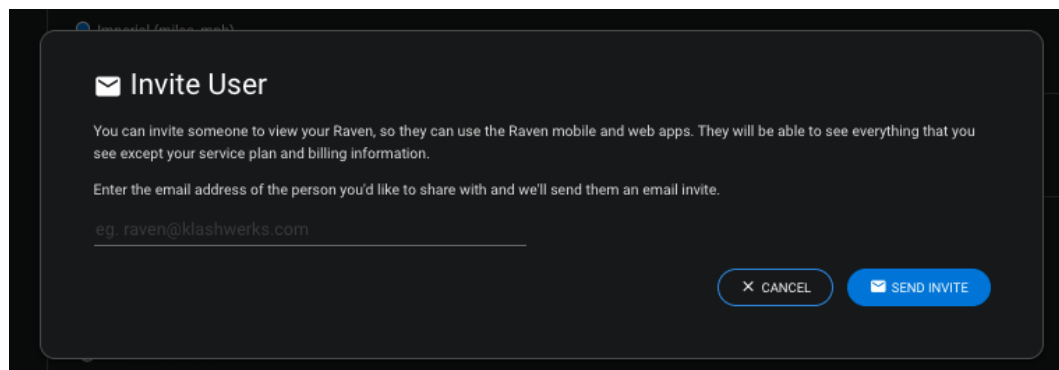 Imperial (miles, mph)
Invite User
You can invite someone to view your Raven, so they can use the Raven mobile and web apps. They will be able to see everything that you
see except your service plan and billing information.
Enter the email address of the person you'd like to share with and we'll send them an email invite.
eg. raven@klashwerks.com
CANCEL
SEND INVITE